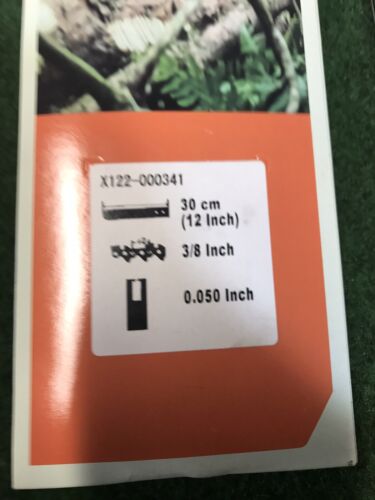 X122-000341
30 cm
(12 Inch)
3/8 Inch
0.050 Inch